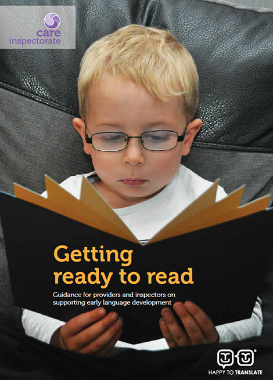 care
inspectorate
Getting
ready to read
Guidance for providers and inspectors on
supporting early language development
HAPPY TO TRANSLATE